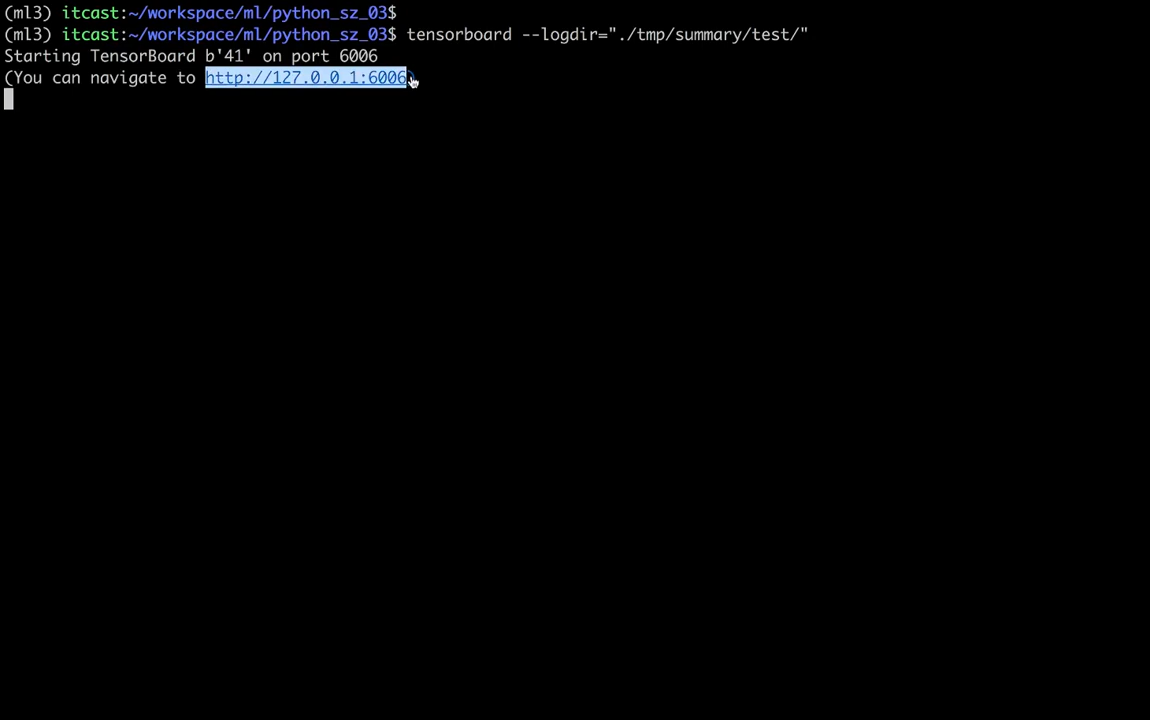 (ml3) itcast:~/workspace/ml/python_sz_03$
(ml3) itcast:~/workspace/ml/python_sz_03$ tensorboard --logdir="./tmp/summary/test/"
Starting TensorBoard b'41' on port 6006
(You can navigate to http://127.0.0.1:6006)